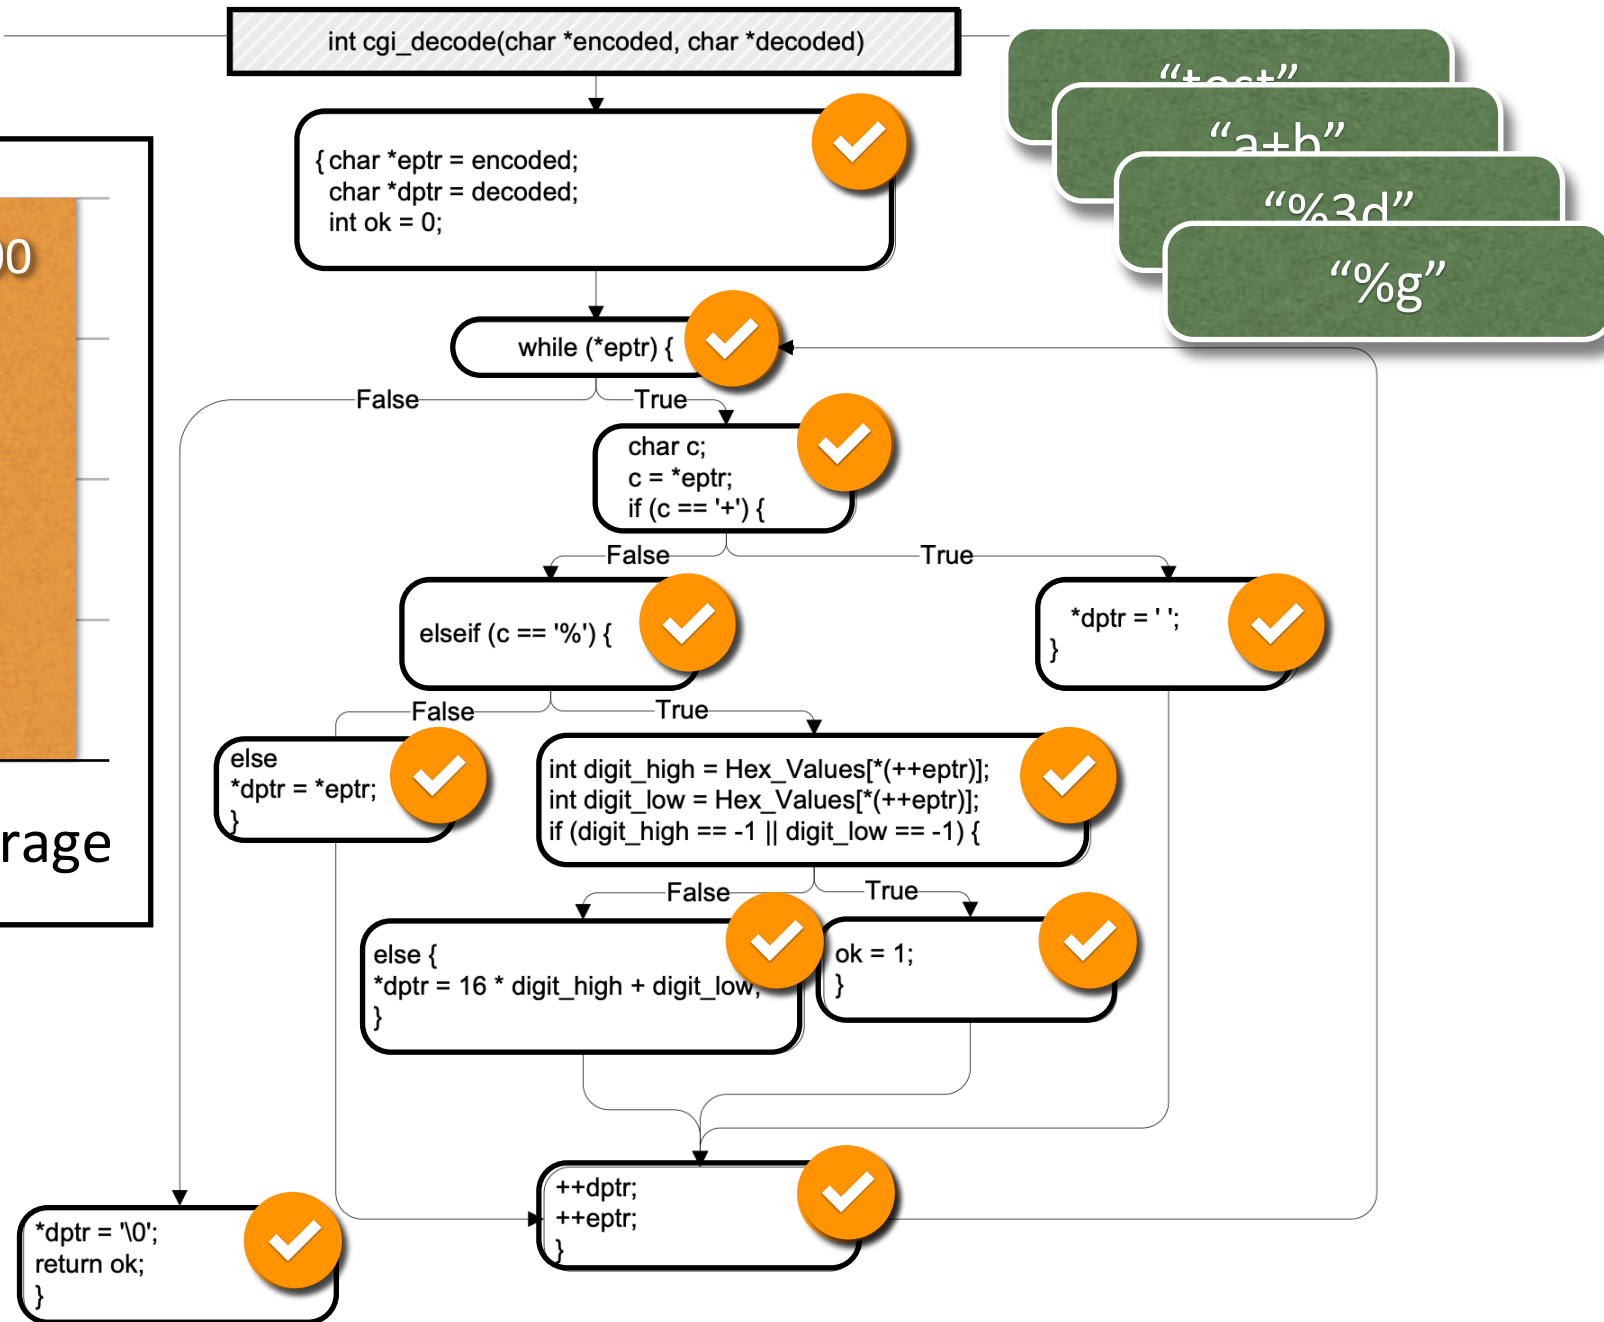 int cgi_decode(char *encoded, char *decoded)
“test”
“a+b”
“%3d”
“%g”
{ char *eptr = encoded;
char *dptr = decoded;
int ok = 0;
00
while (*eptr) {
False
True
char c;
c = *eptr;
if (c == '+') {
False
True
elseif (c == '%') {
*dptr = ' ';
}
False
True
else
*dptr = *eptr;
}
int digit_high = Hex_Values[*(++eptr)];
int digit_low = Hex_Values[*(++eptr)];
if (digit_high == -1 || digit_low == -1) {
rage
False
True
else {
*dptr = 16 * digit_high + digit_low;
}
ok = 1;
}
++dptr;
++eptr;
}
*dptr = '\0';
return ok;
}